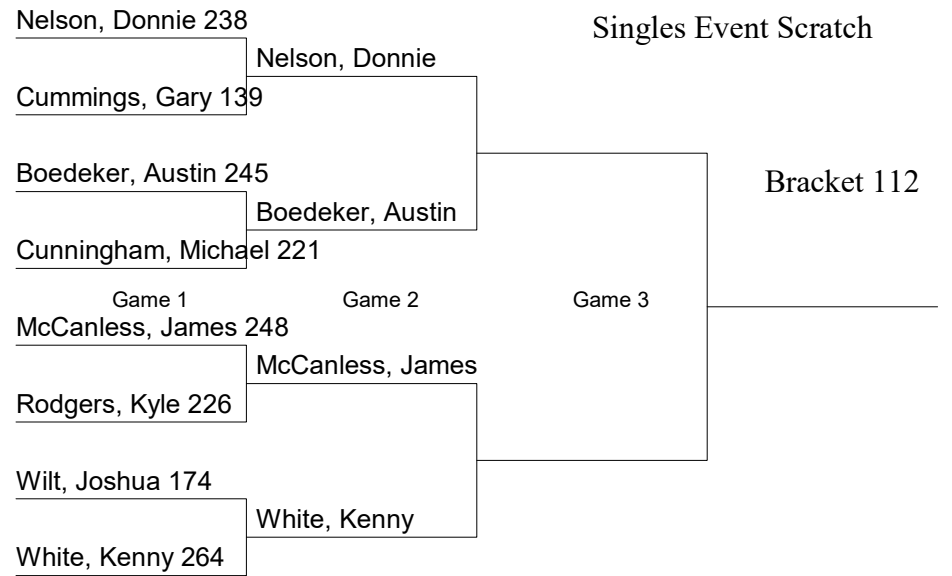 Nelson, Donnie 238
Singles Event Scratch
Nelson, Donnie
Cummings, Gary 139
Boedeker, Austin 245
Bracket 112
Boedeker, Austin
Cunningham, Michael 221
Game 1
Game 2
Game 3
McCanless, James 248
McCanless, James
Rodgers, Kyle 226
Wilt, Joshua 174
White, Kenny
White, Kenny 264